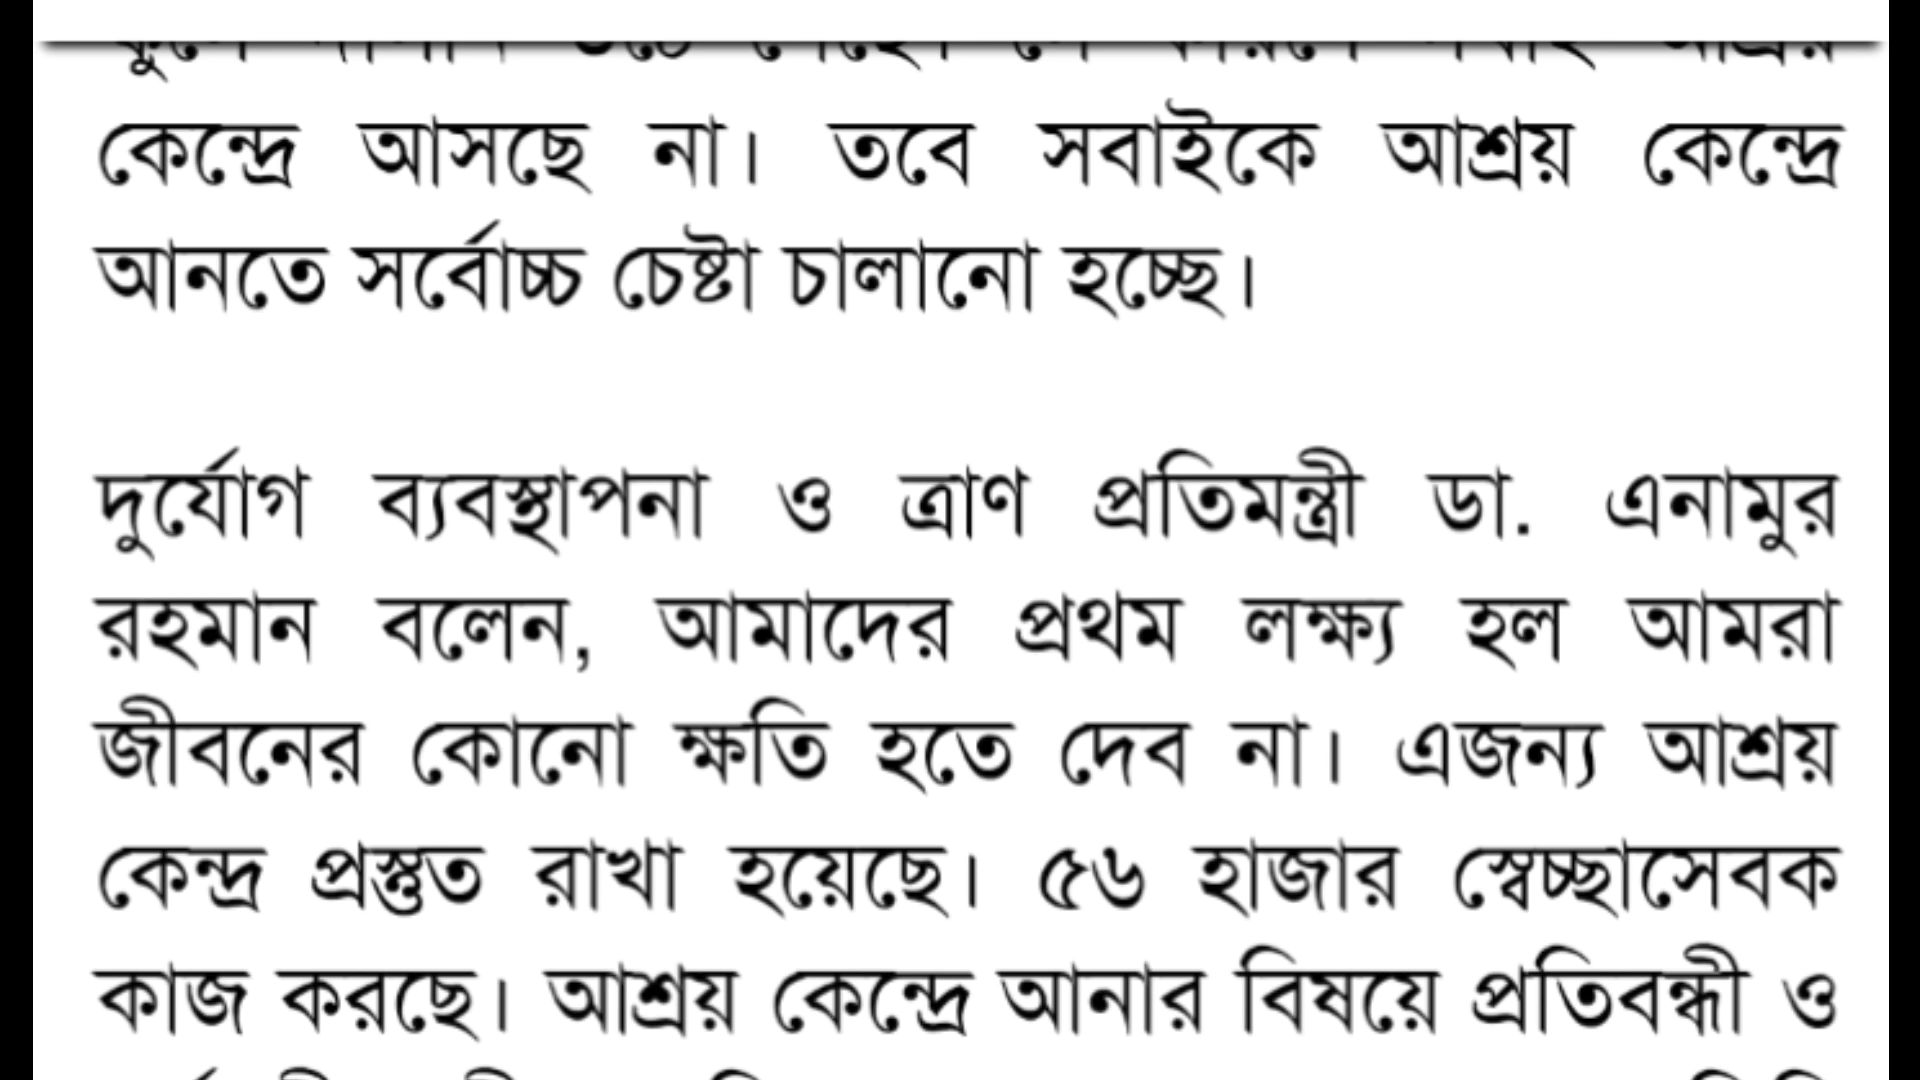 কেন্দ্রে আসছে না। তবে সবাইকে আশ্রয় কেন্দ্রে
আনতে সর্বোচ্চ চেষ্টা চালানো হচ্ছে।
দুর্যোগ ব্যবস্থাপনা ও ত্রাণ প্রতিমন্ত্রী ডা. এনামুর
রহমান বলেন, আমাদের প্রথম লক্ষ্য হল আমরা
জীবনের কোনো ক্ষতি হতে দেব না। এজন্য আশ্রয়
কেন্দ্র প্রস্তুত রাখা হয়েছে। ৫৬ হাজার স্বেচ্ছাসেবক
কাজ করছে। আশ্রয় কেন্দ্রে আনার বিষয়ে প্রতিবন্ধী ও